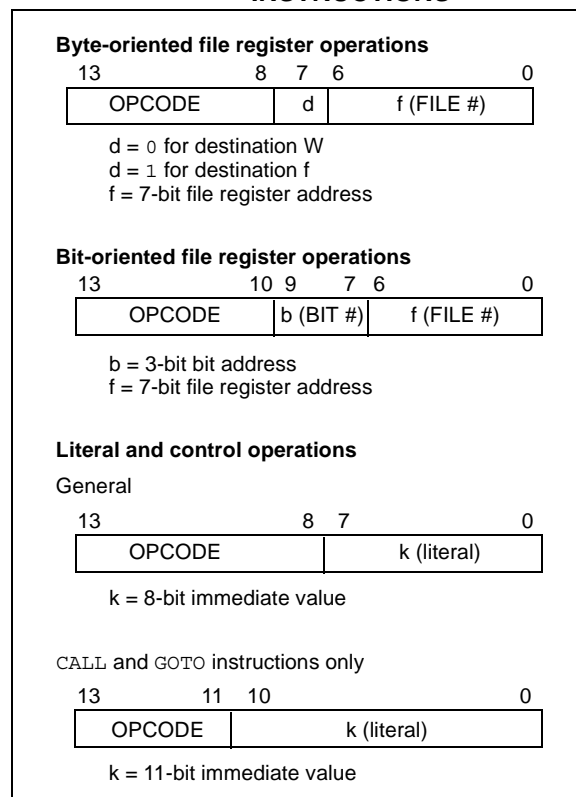 INSTRUCTIONS
Byte-oriented file register operations
13 8 7 6 0
OPCODE d f (FILE #)
d = 0 for destination W
d = 1 for destination f
f = 7-bit file register address
Bit-oriented file register operations
13 10 9 7 6 0
OPCODE b (BIT #) f (FILE #)
b = 3-bit bit address
f = 7-bit file register address
Literal and control operations
General
13 8 7 0
OPCODE k (literal)
k = 8-bit immediate value
CALL and GOTO instructions only
13 11 10 0
OPCODE k (literal)
k = 11-bit immediate value